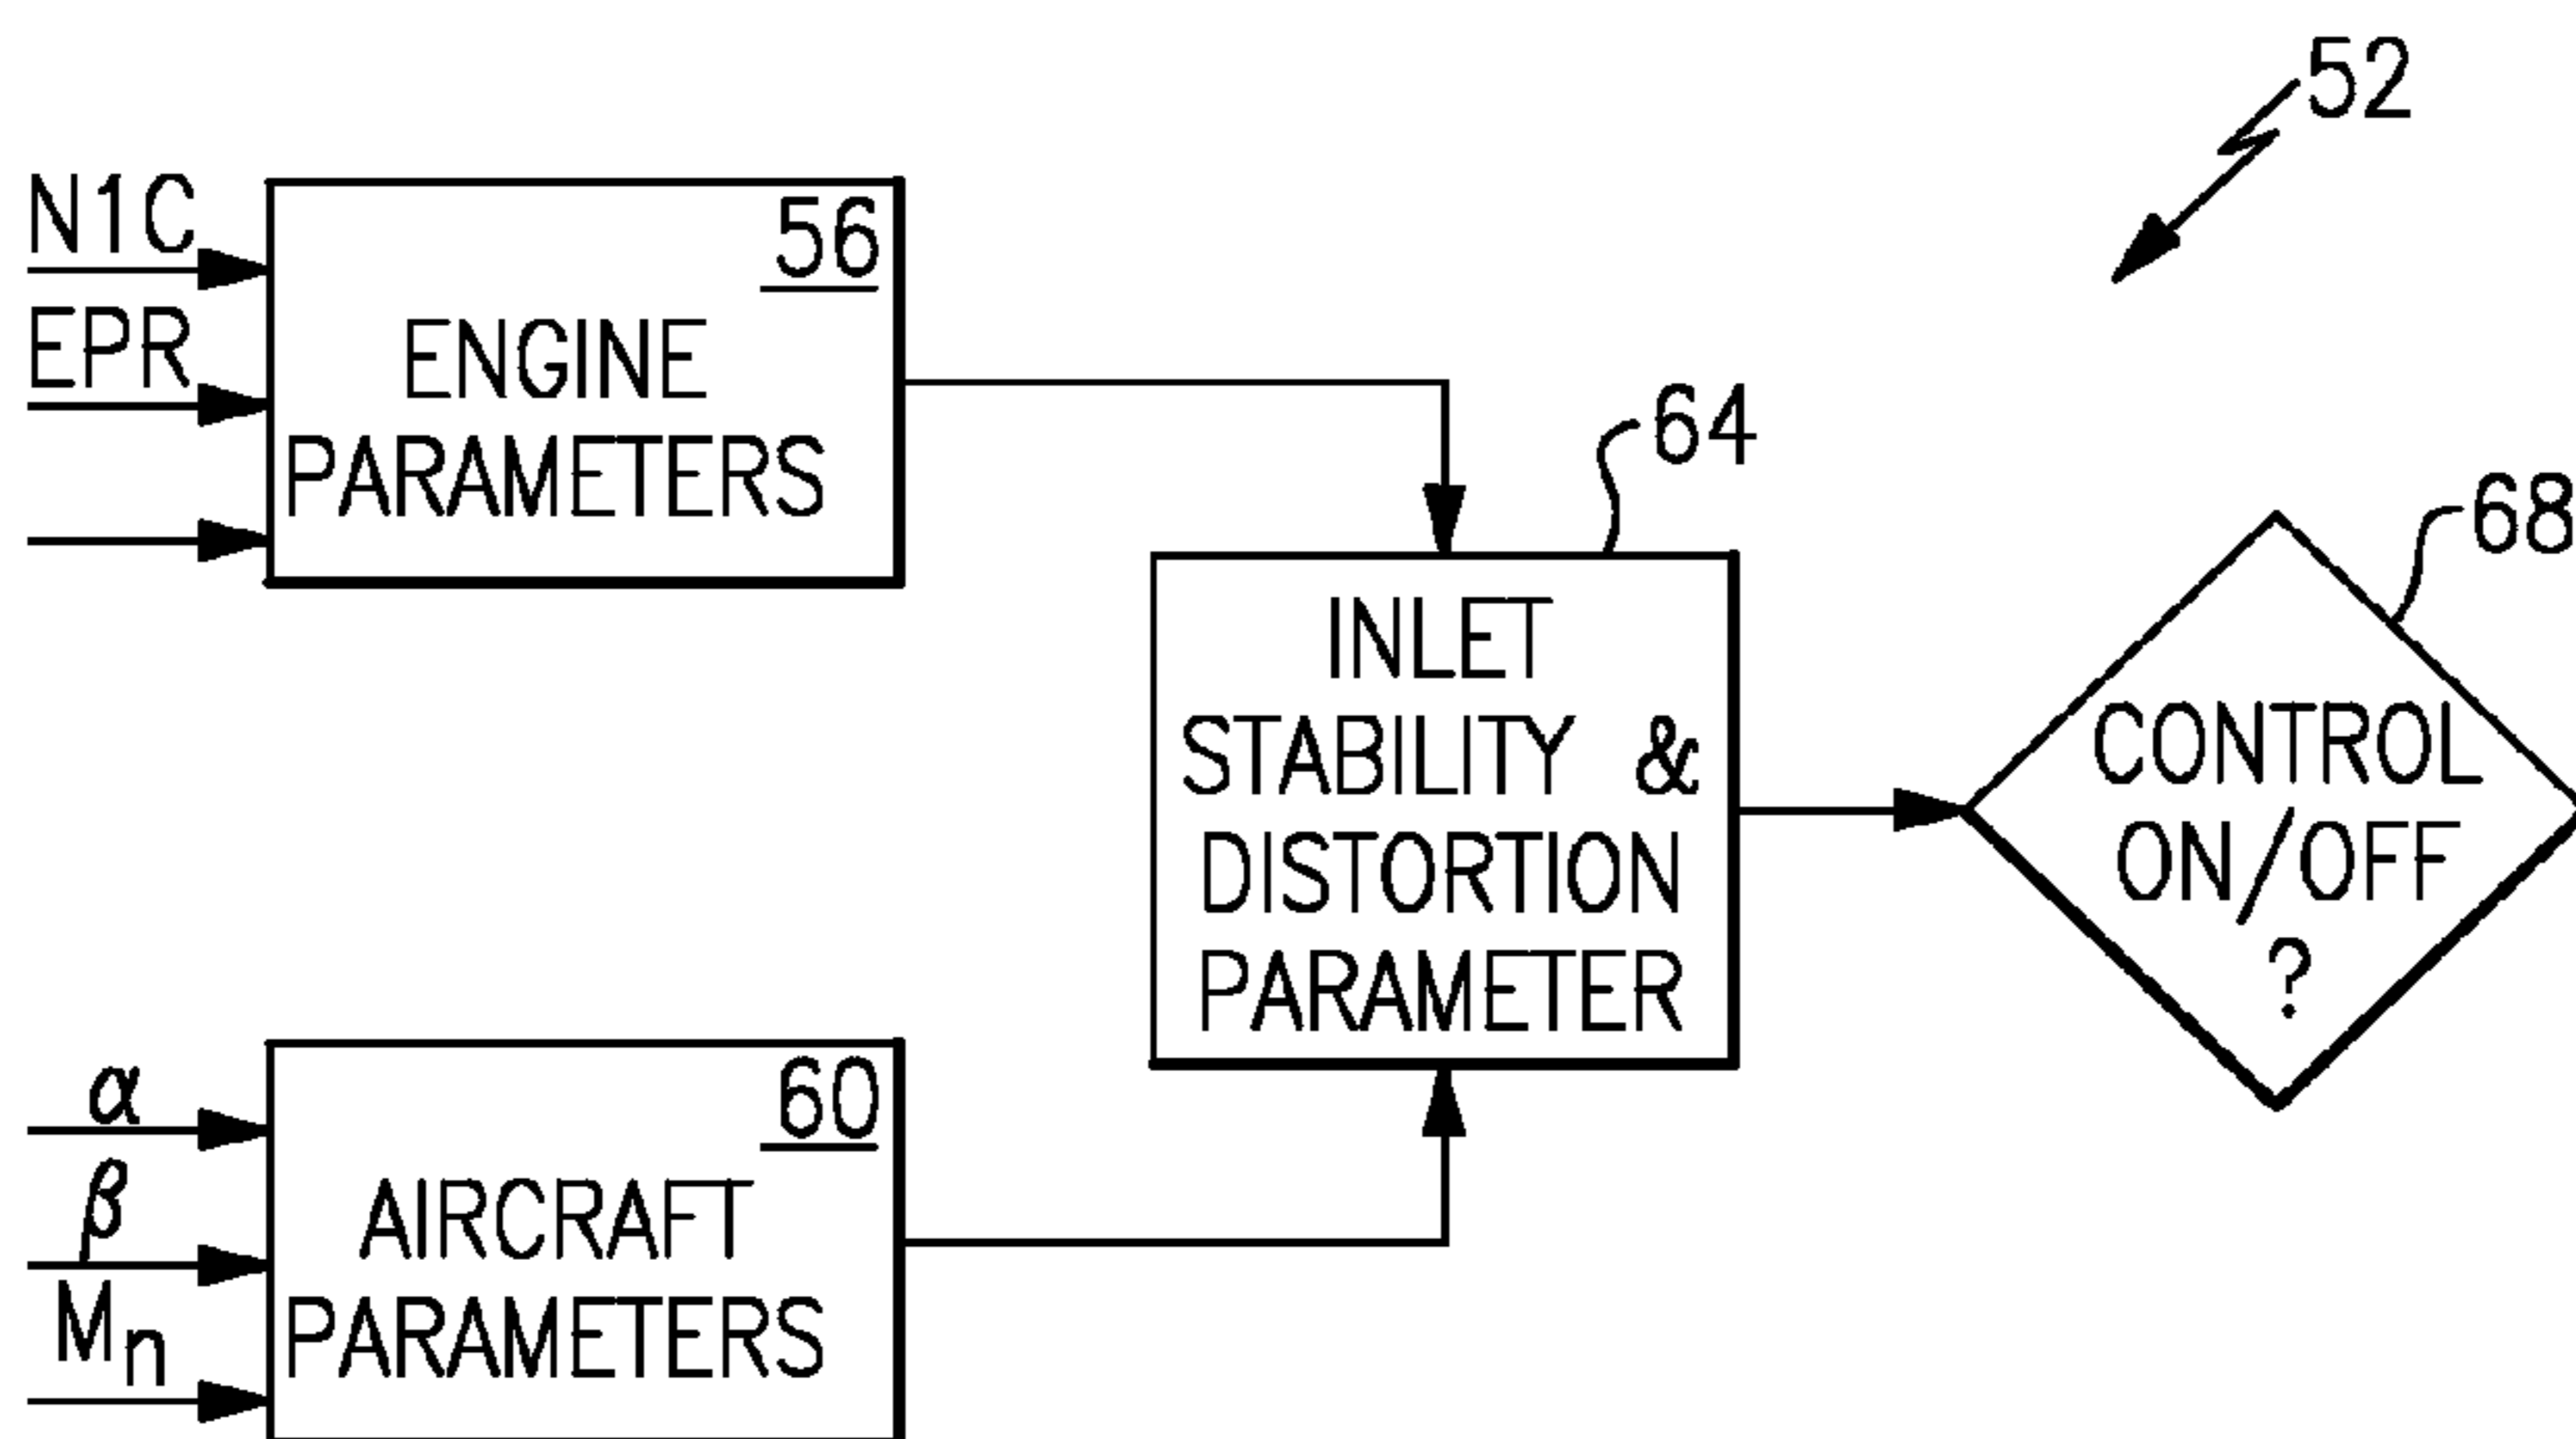 52
N1C
EPR
56
ENGINE
PARAMETERS
64
INLET
STABILITY &
DISTORTION
PARAMETER
68
CONTROL
ON/OFF
?
α
β
Mn
60
AIRCRAFT
PARAMETERS